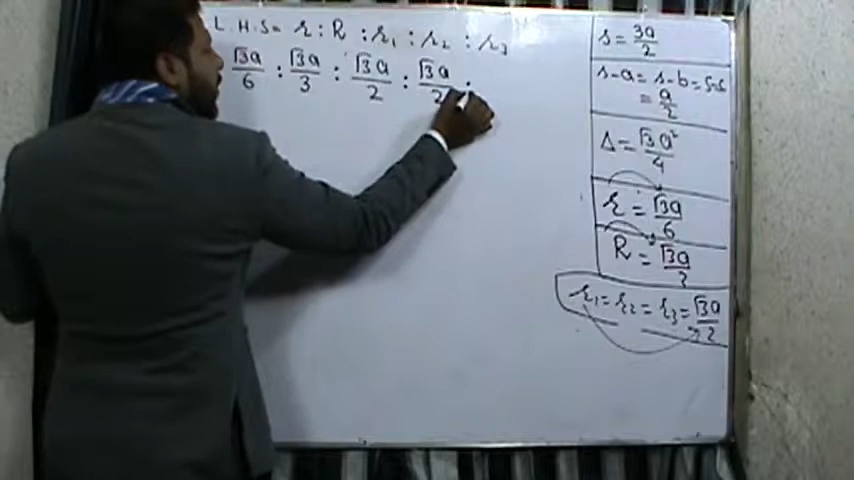 L.H.S = r : R : r₁ : r₂ : r₃
√3a/6 : √3a/3 : √3a/2 : √3a/2 :
s = 3a/2
s-a = s-b = s-c
= a/2
Δ = √3a²/4
r = √3a/6
R = √3a/3
r₁ = r₂ = r₃ = √3a/2